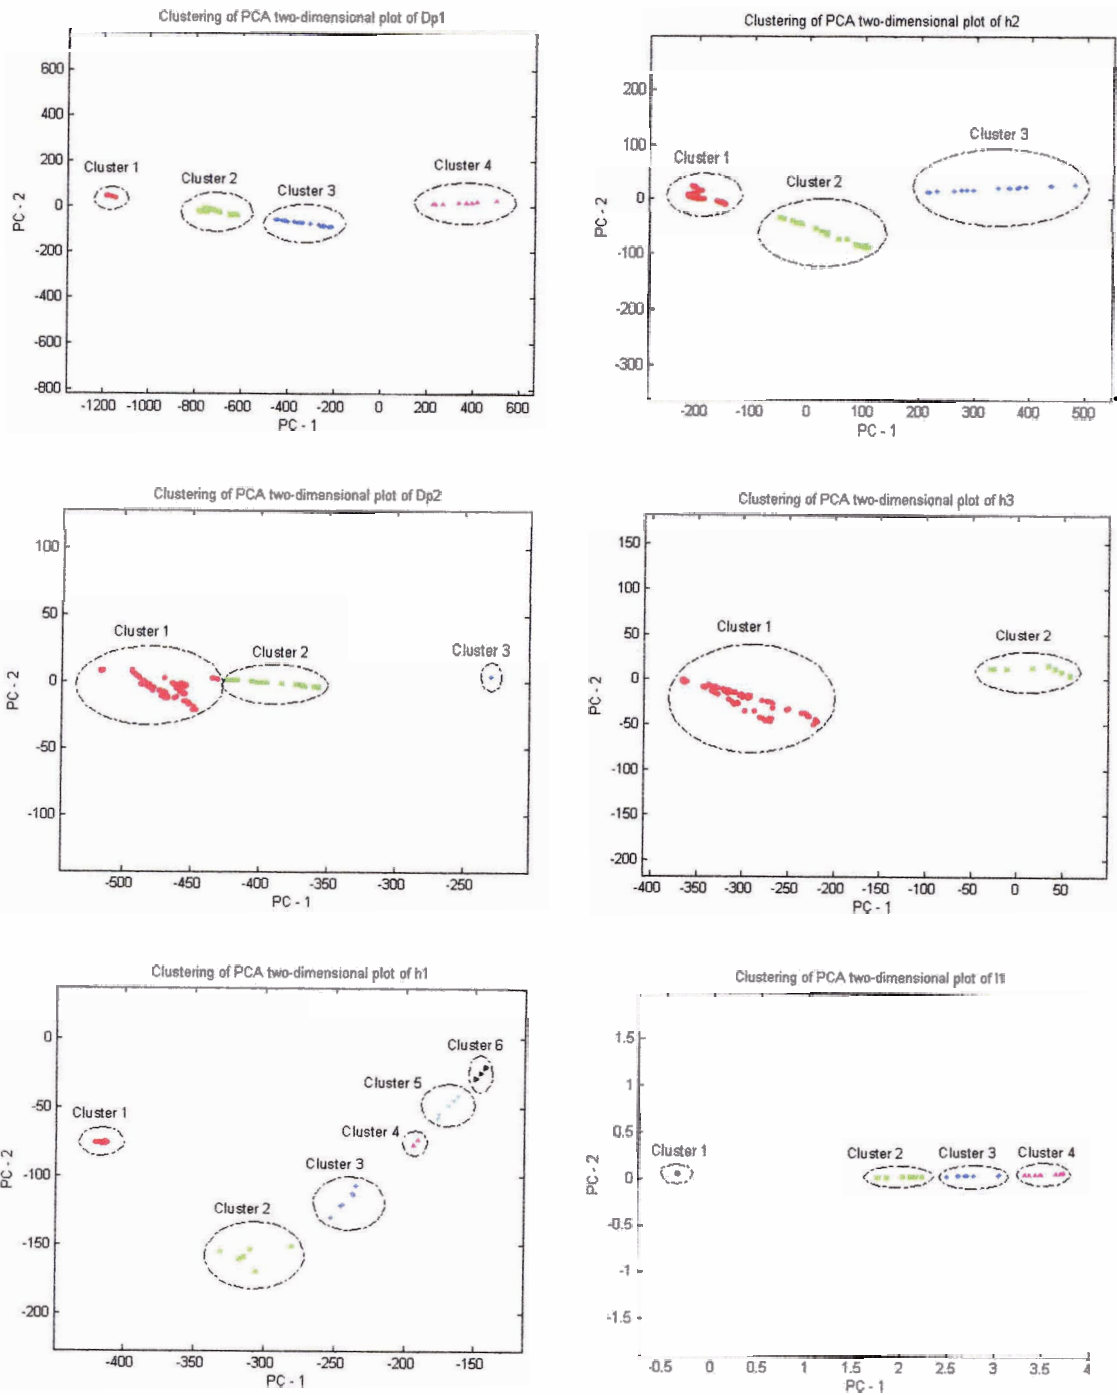 Clustering of PCA two-dimensional plot of Dp1
600
400
200
0
-200
-400
-600
-800
PC - 2
Cluster 1
Cluster 2
Cluster 3
Cluster 4
-1200 -1000 -800 -600 -400 -200 0 200 400 600
PC - 1
Clustering of PCA two-dimensional plot of h2
200
100
0
-100
-200
-300
PC - 2
Cluster 1
Cluster 2
Cluster 3
-200 -100 0 100 200 300 400 500
PC - 1
Clustering of PCA two-dimensional plot of Dp2
100
50
0
-50
-100
PC - 2
Cluster 1
Cluster 2
Cluster 3
-500 -450 -400 -350 -300 -250
PC - 1
Clustering of PCA two-dimensional plot of h3
150
100
50
0
-50
-100
-150
-200
PC - 2
Cluster 1
Cluster 2
-400 -350 -300 -250 -200 -150 -100 -50 0 50
PC - 1
Clustering of PCA two-dimensional plot of h1
0
-50
-100
-150
-200
PC - 2
Cluster 6
Cluster 5
Cluster 1
Cluster 4
Cluster 3
Cluster 2
-400 -350 -300 -250 -200 -150
PC - 1
Clustering of PCA two-dimensional plot of l1
1.5
1
0.5
0
-0.5
-1
-1.5
PC - 2
Cluster 1
Cluster 2
Cluster 3
Cluster 4
-0.5 0 0.5 1 1.5 2 2.5 3 3.5 4
PC - 1